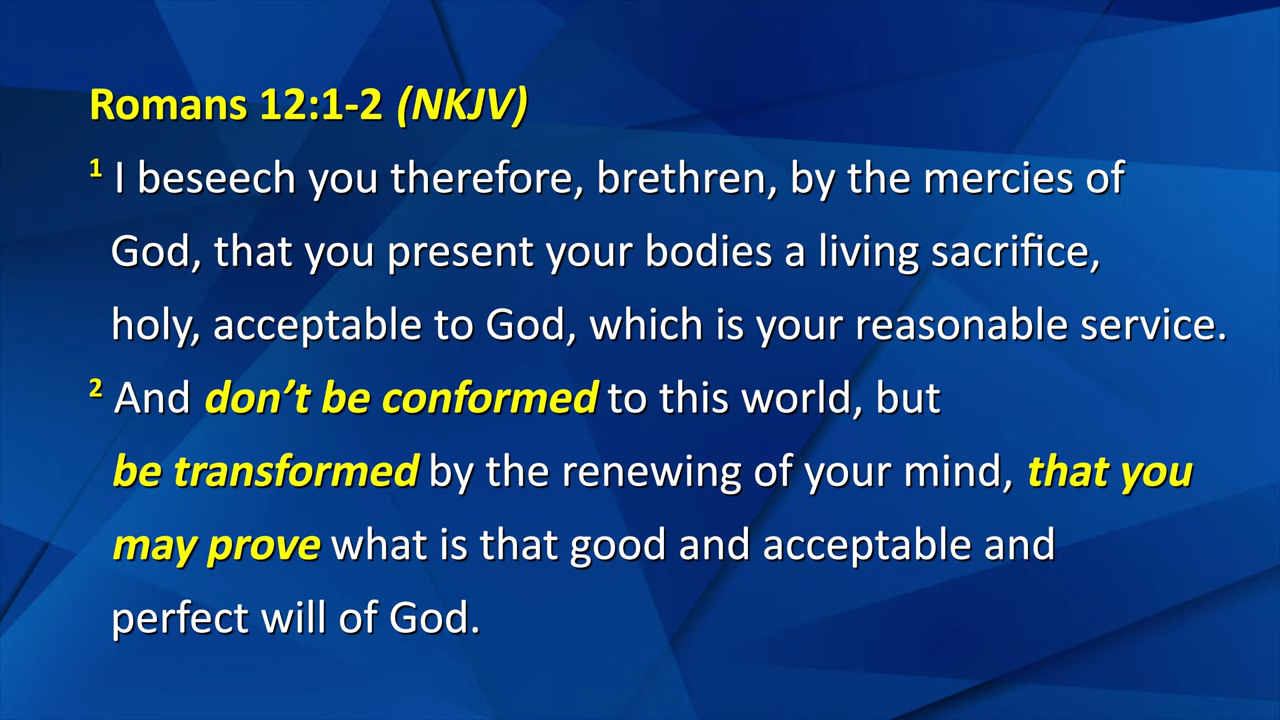 Romans 12:1-2 (NKJV)
1 I beseech you therefore, brethren, by the mercies of
God, that you present your bodies a living sacrifice,
holy, acceptable to God, which is your reasonable service.
2 And don’t be conformed to this world, but
be transformed by the renewing of your mind, that you
may prove what is that good and acceptable and
perfect will of God.